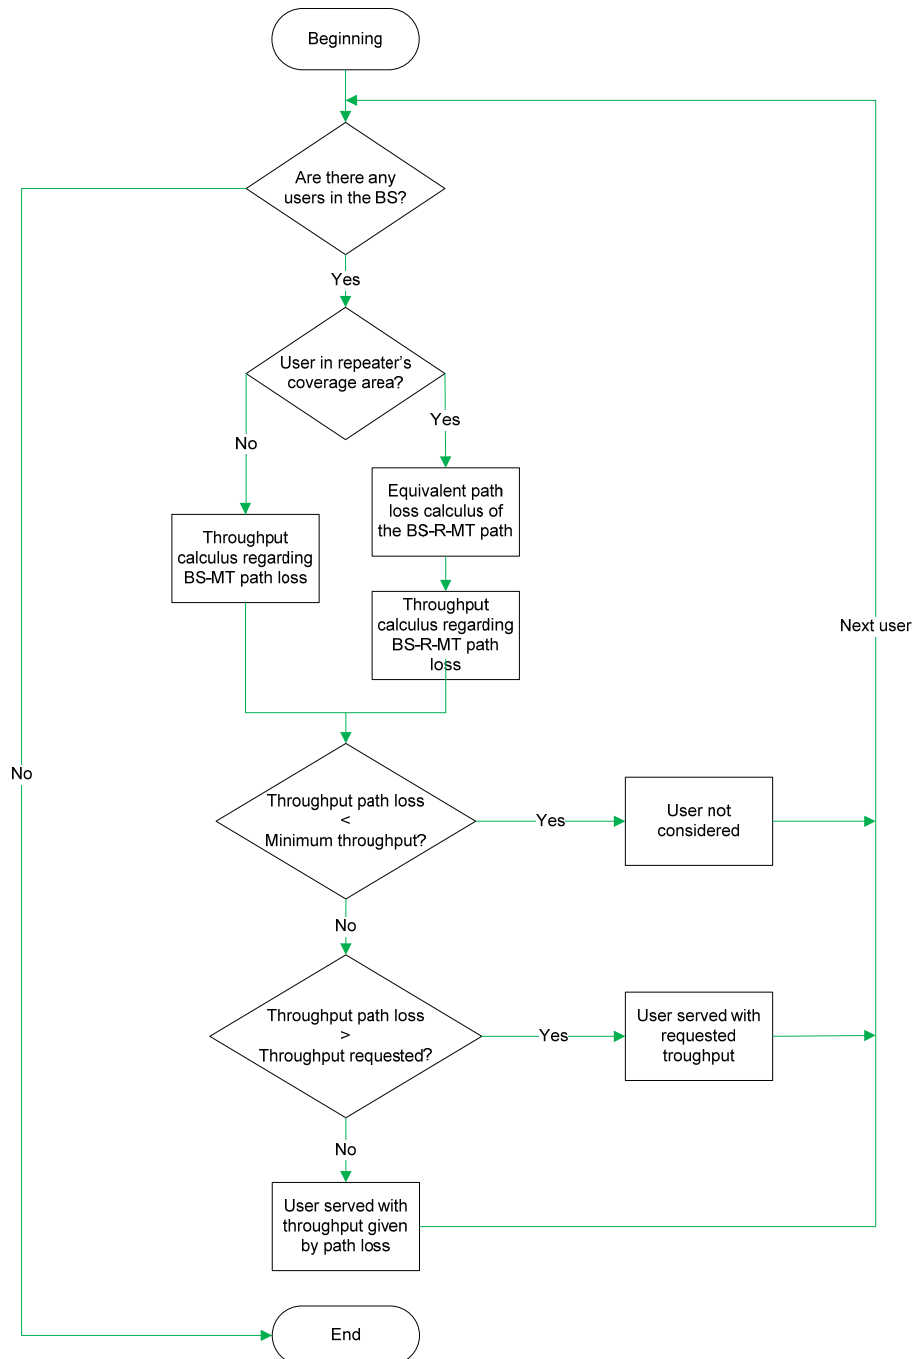 Beginning
Are there any
users in the BS?
Yes
User in repeater's
coverage area?
Yes
No
Equivalent path
loss calculus of
the BS-R-MT path
Throughput
calculus regarding
BS-MT path loss
Throughput
calculus regarding
BS-R-MT path
loss
Next user
No
Throughput path loss
<
Minimum throughput?
Yes
User not
considered
No
Throughput path loss
>
Throughput requested?
Yes
User served with
requested
troughput
No
User served with
throughput given
by path loss
End